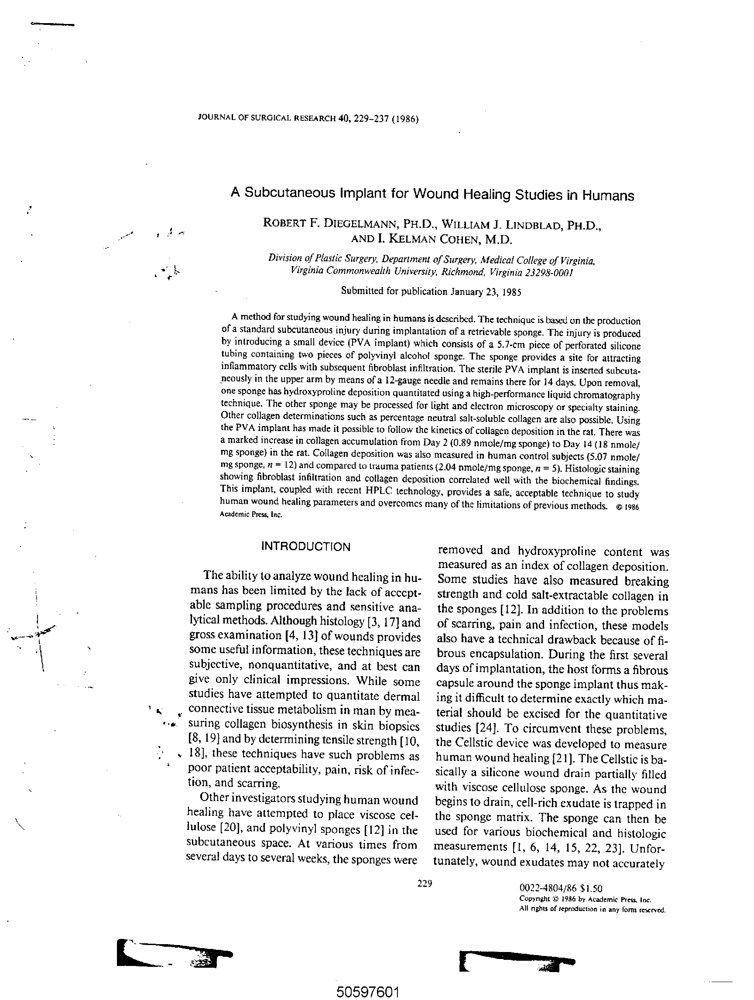 JOURNAL OF SURGICAL RESEARCH 40, 229–237 (1986)
A Subcutaneous Implant for Wound Healing Studies in Humans
ROBERT F. DIEGELMANN, PH.D., WILLIAM J. LINDBLAD, PH.D.,
AND I. KELMAN COHEN, M.D.
Division of Plastic Surgery, Department of Surgery, Medical College of Virginia,
Virginia Commonwealth University, Richmond, Virginia 23298-0001
Submitted for publication January 23, 1985
A method for studying wound healing in humans is described. The technique is based on the production
of a standard subcutaneous injury during implantation of a retrievable sponge. The injury is produced
by introducing a small device (PVA implant) which consists of a 5.7-cm piece of perforated silicone
tubing containing two pieces of polyvinyl alcohol sponge. The sponge provides a site for attracting
inflammatory cells with subsequent fibroblast infiltration. The sterile PVA implant is inserted subcuta-
neously in the upper arm by means of a 12-gauge needle and remains there for 14 days. Upon removal,
one sponge has hydroxyproline deposition quantitated using a high-performance liquid chromatography
technique. The other sponge may be processed for light and electron microscopy or specialty staining.
Other collagen determinations such as percentage neutral salt-soluble collagen are also possible. Using
the PVA implant has made it possible to follow the kinetics of collagen deposition in the rat. There was
a marked increase in collagen accumulation from Day 2 (0.89 nmole/mg sponge) to Day 14 (18 nmole/
mg sponge) in the rat. Collagen deposition was also measured in human control subjects (5.07 nmole/
mg sponge, n = 12) and compared to trauma patients (2.04 nmole/mg sponge, n = 5). Histologic staining
showing fibroblast infiltration and collagen deposition correlated well with the biochemical findings.
This implant, coupled with recent HPLC technology, provides a safe, acceptable technique to study
human wound healing parameters and overcomes many of the limitations of previous methods. © 1986
Academic Press, Inc.
INTRODUCTION
The ability to analyze wound healing in hu-
mans has been limited by the lack of accept-
able sampling procedures and sensitive ana-
lytical methods. Although histology [3, 17] and
gross examination [4, 13] of wounds provides
some useful information, these techniques are
subjective, nonquantitative, and at best can
give only clinical impressions. While some
studies have attempted to quantitate dermal
connective tissue metabolism in man by mea-
suring collagen biosynthesis in skin biopsies
[8, 19] and by determining tensile strength [10,
18], these techniques have such problems as
poor patient acceptability, pain, risk of infec-
tion, and scarring.
Other investigators studying human wound
healing have attempted to place viscose cel-
lulose [20], and polyvinyl sponges [12] in the
subcutaneous space. At various times from
several days to several weeks, the sponges were
removed and hydroxyproline content was
measured as an index of collagen deposition.
Some studies have also measured breaking
strength and cold salt-extractable collagen in
the sponges [12]. In addition to the problems
of scarring, pain and infection, these models
also have a technical drawback because of fi-
brous encapsulation. During the first several
days of implantation, the host forms a fibrous
capsule around the sponge implant thus mak-
ing it difficult to determine exactly which ma-
terial should be excised for the quantitative
studies [24]. To circumvent these problems,
the Cellstic device was developed to measure
human wound healing [21]. The Cellstic is ba-
sically a silicone wound drain partially filled
with viscose cellulose sponge. As the wound
begins to drain, cell-rich exudate is trapped in
the sponge matrix. The sponge can then be
used for various biochemical and histologic
measurements [1, 6, 14, 15, 22, 23]. Unfor-
tunately, wound exudates may not accurately
229
0022-4804/86 $1.50
Copyright © 1986 by Academic Press, Inc.
All rights of reproduction in any form reserved.
50597601